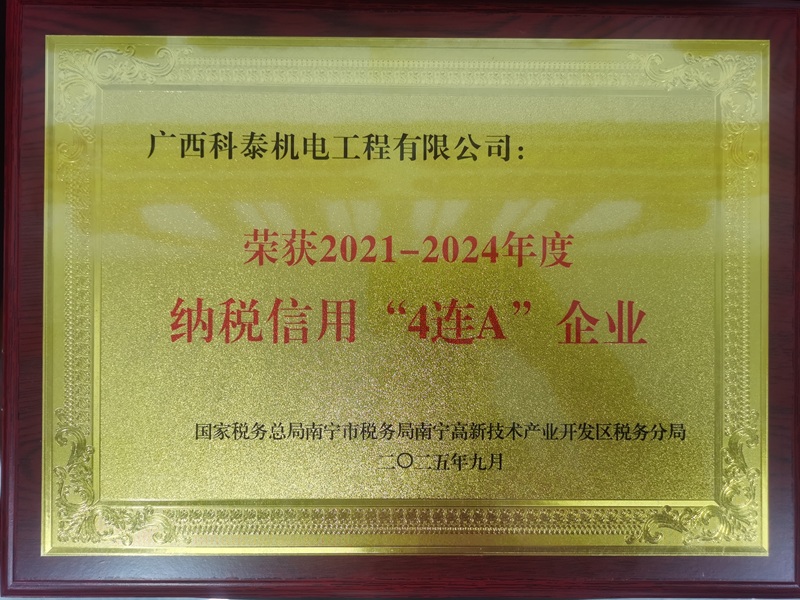 广西科泰机电工程有限公司：
荣获2021-2024年度
纳税信用“4连A”企业
国家税务总局南宁市税务局南宁高新技术产业开发区税务分局
二〇二五年九月